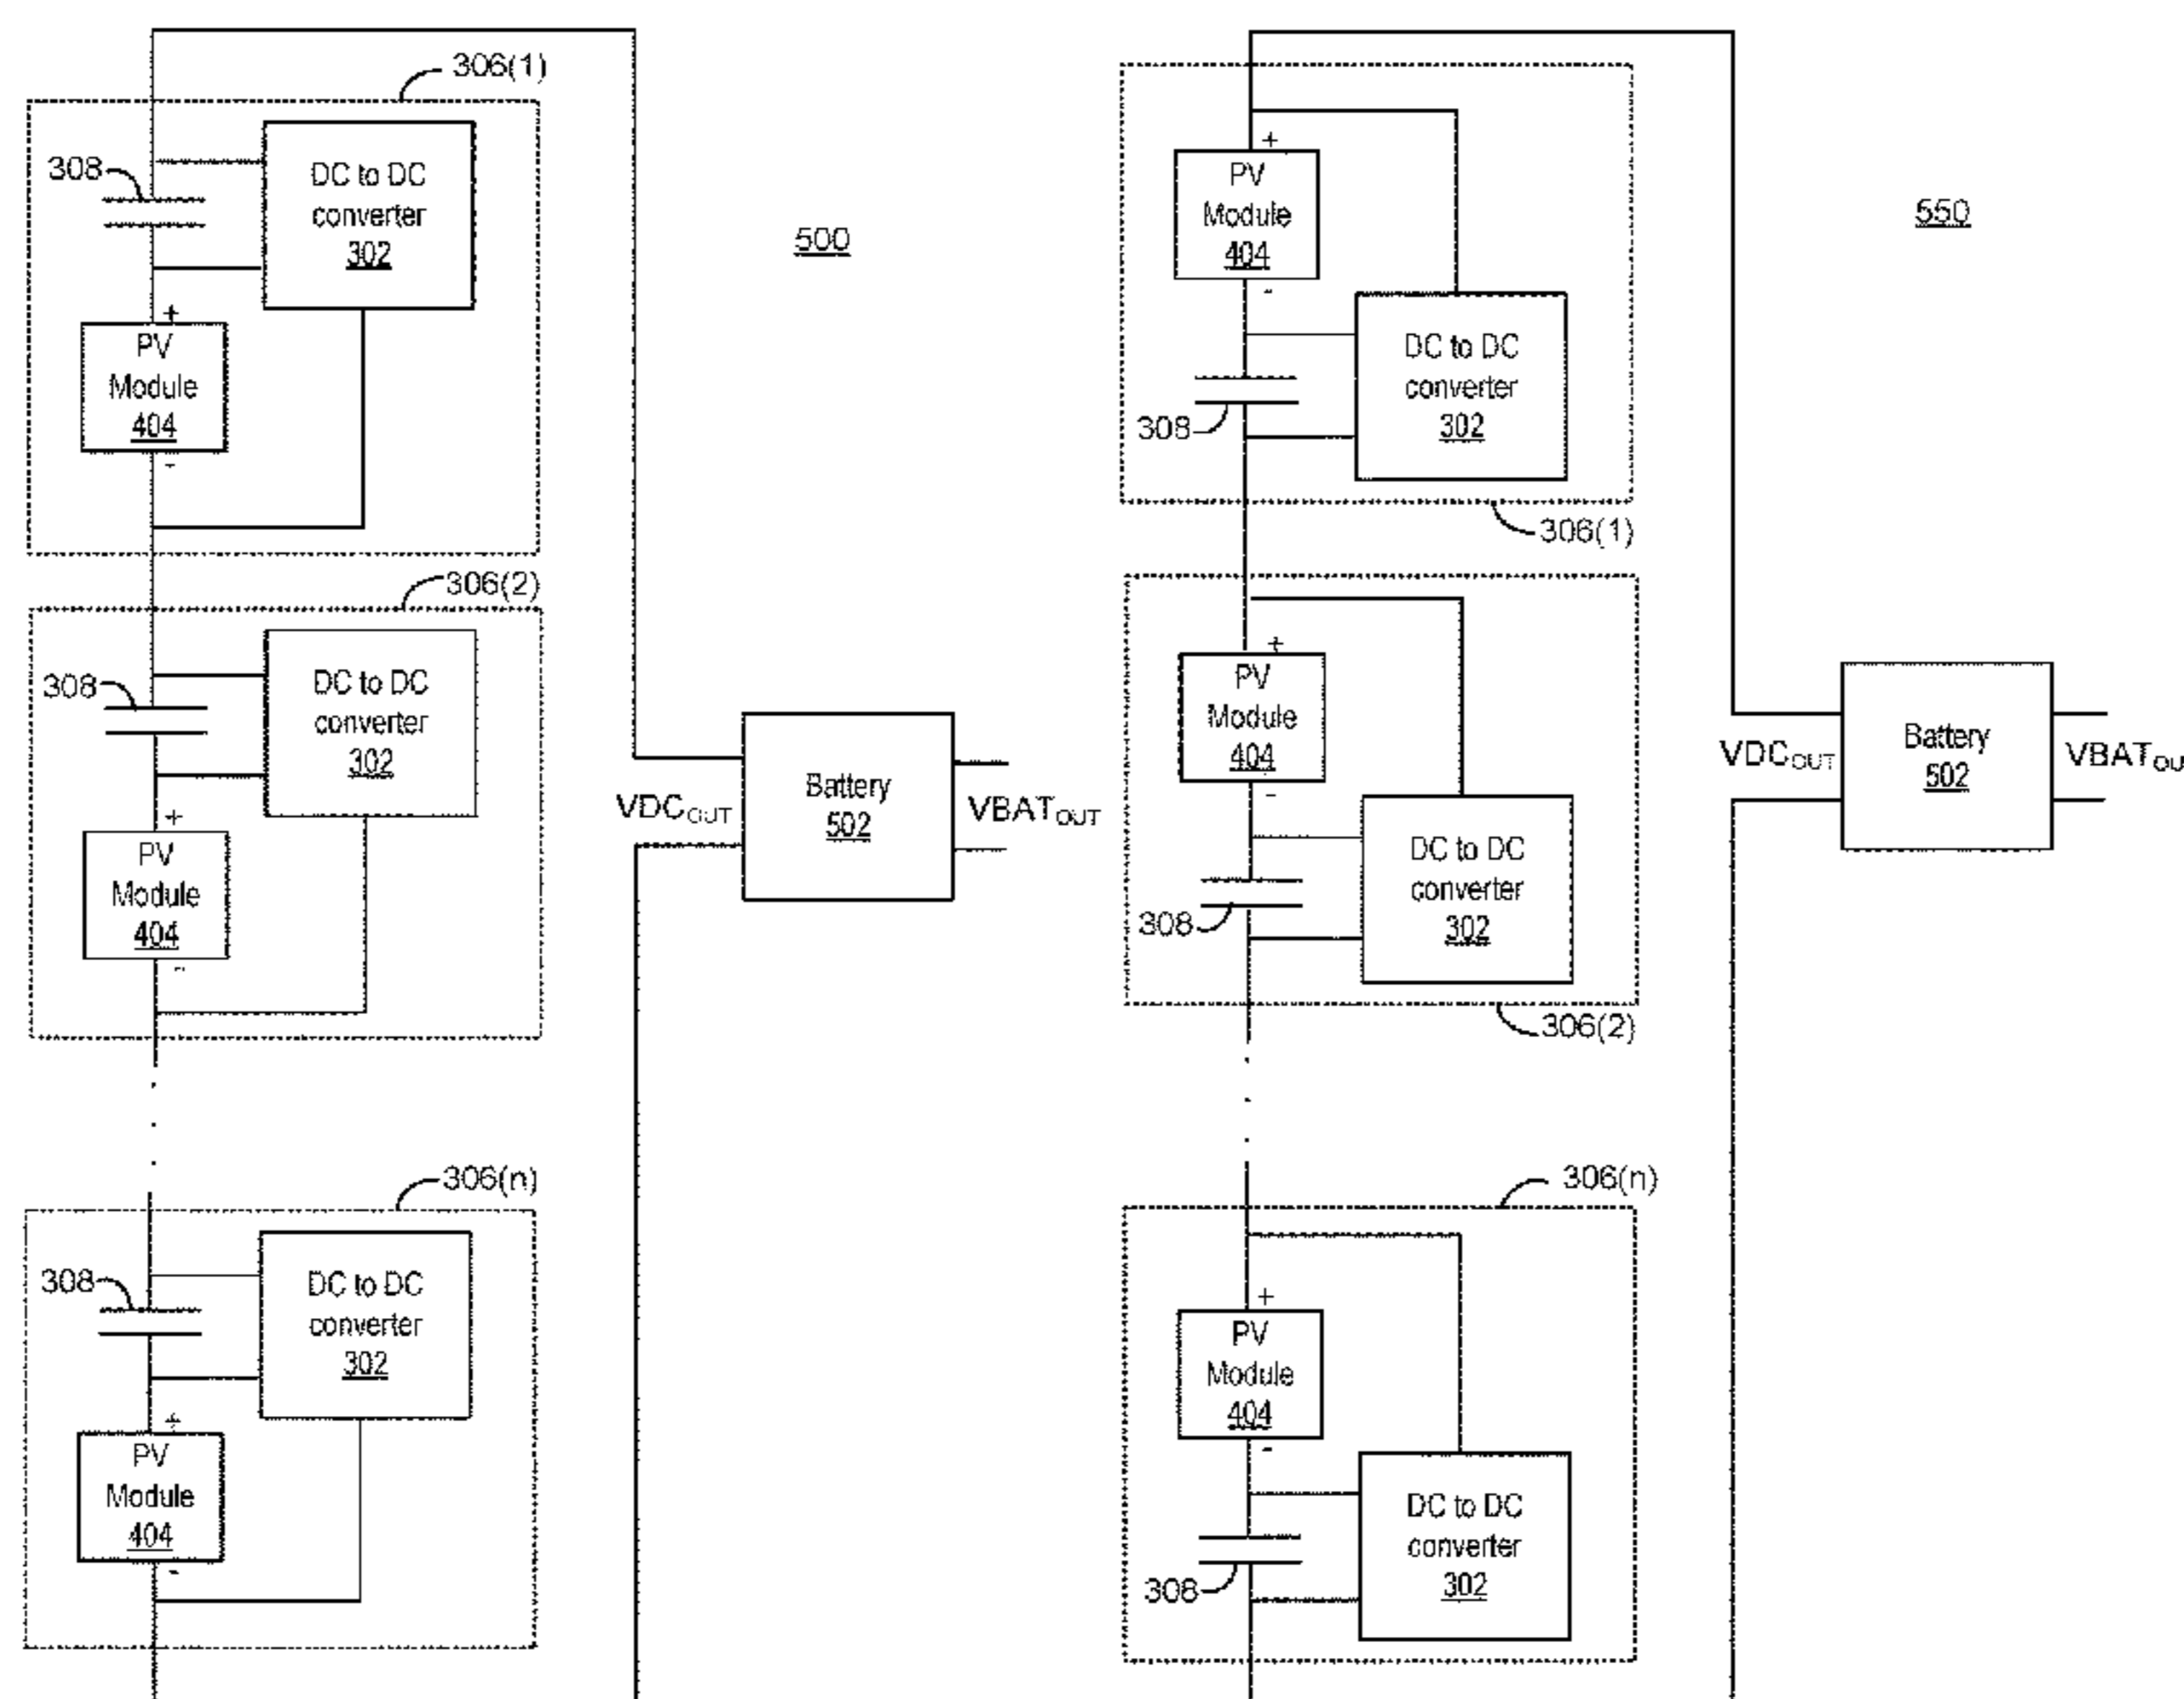 306(1)
308
DC to DC
converter
302
+
PV
Module
404
-
500
306(2)
308
DC to DC
converter
302
+
PV
Module
404
-
VDCOUT
Battery
502
VBATOUT
306(n)
308
DC to DC
converter
302
+
PV
Module
404
-
+
PV
Module
404
-
550
DC to DC
converter
302
308
306(1)
+
PV
Module
404
-
DC to DC
converter
302
308
306(2)
VDCOUT
Battery
502
VBATOU
306(n)
+
PV
Module
404
-
DC to DC
converter
302
308